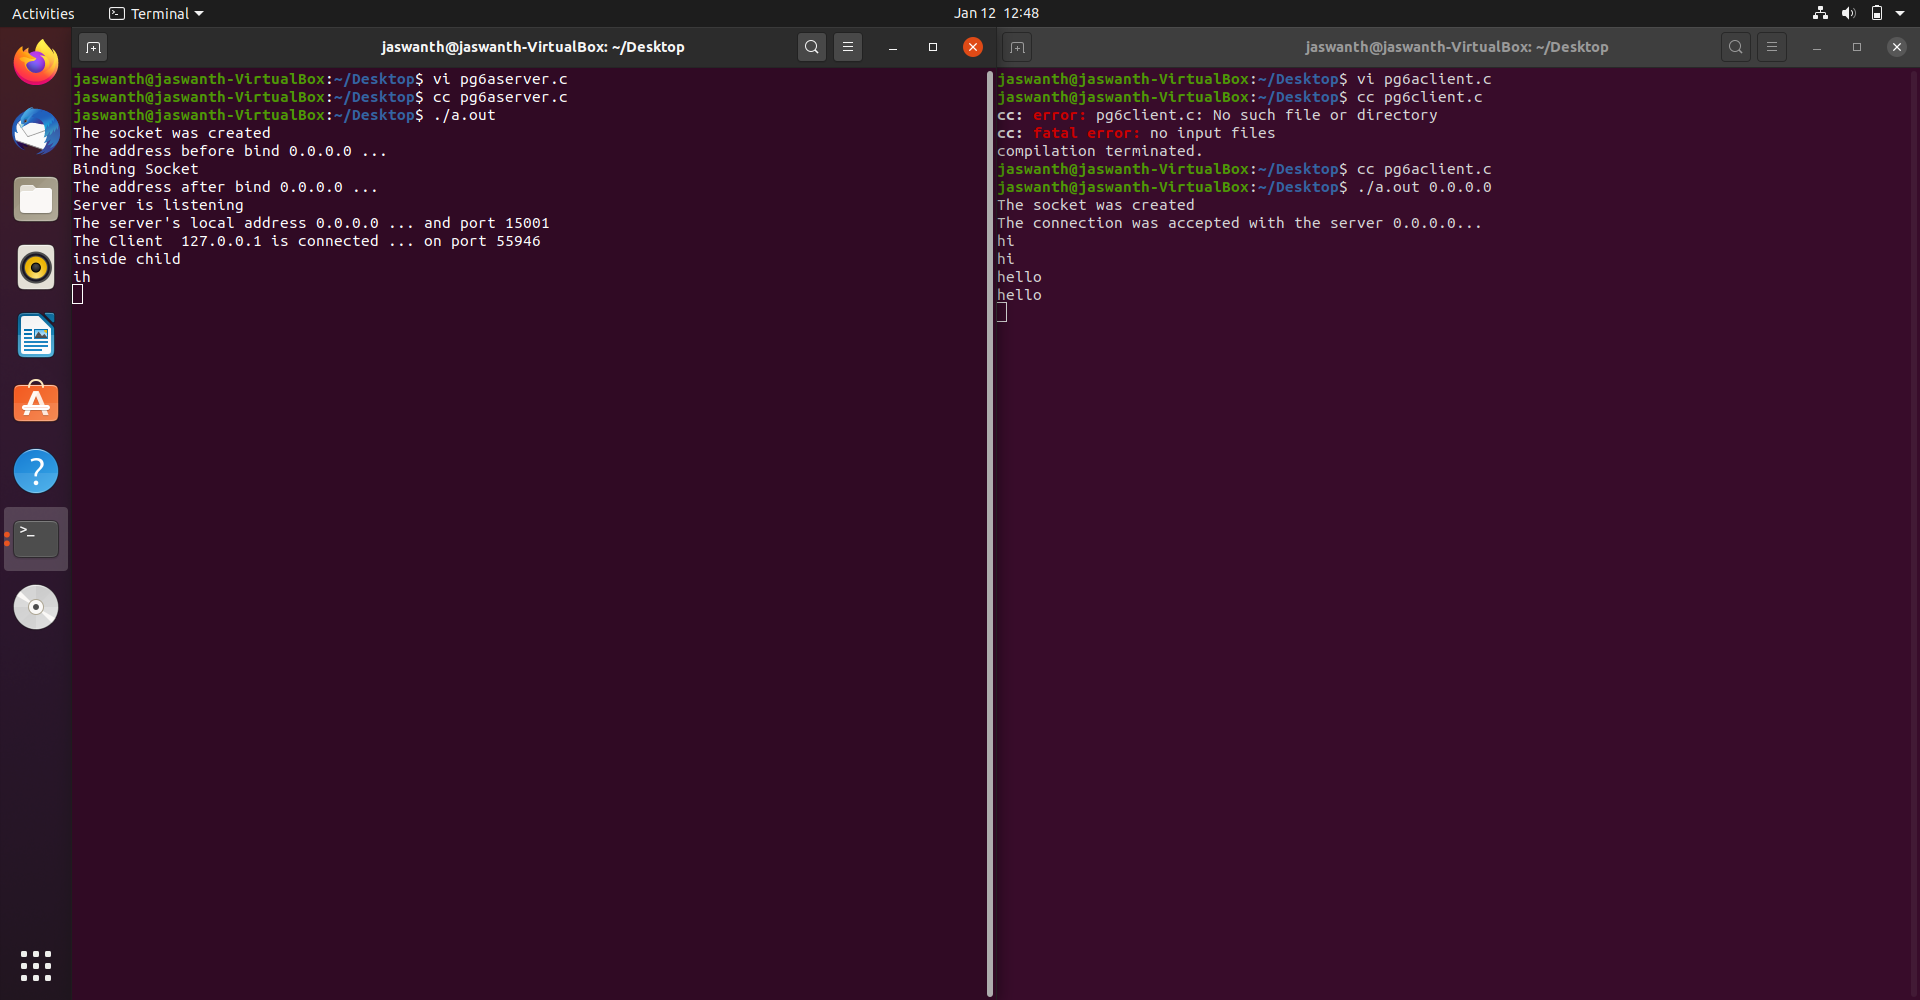 Activities Terminal Jan 12 12:48
jaswanth@jaswanth-VirtualBox: ~/Desktop
jaswanth@jaswanth-VirtualBox:~/Desktop$ vi pg6aserver.c
jaswanth@jaswanth-VirtualBox:~/Desktop$ cc pg6aserver.c
jaswanth@jaswanth-VirtualBox:~/Desktop$ ./a.out
The socket was created
The address before bind 0.0.0.0 ...
Binding Socket
The address after bind 0.0.0.0 ...
Server is listening
The server's local address 0.0.0.0 ... and port 15001
The Client  127.0.0.1 is connected ... on port 55946
inside child
ih
jaswanth@jaswanth-VirtualBox: ~/Desktop
jaswanth@jaswanth-VirtualBox:~/Desktop$ vi pg6aclient.c
jaswanth@jaswanth-VirtualBox:~/Desktop$ cc pg6client.c
cc: error: pg6client.c: No such file or directory
cc: fatal error: no input files
compilation terminated.
jaswanth@jaswanth-VirtualBox:~/Desktop$ cc pg6aclient.c
jaswanth@jaswanth-VirtualBox:~/Desktop$ ./a.out 0.0.0.0
The socket was created
The connection was accepted with the server 0.0.0.0...
hi
hi
hello
hello